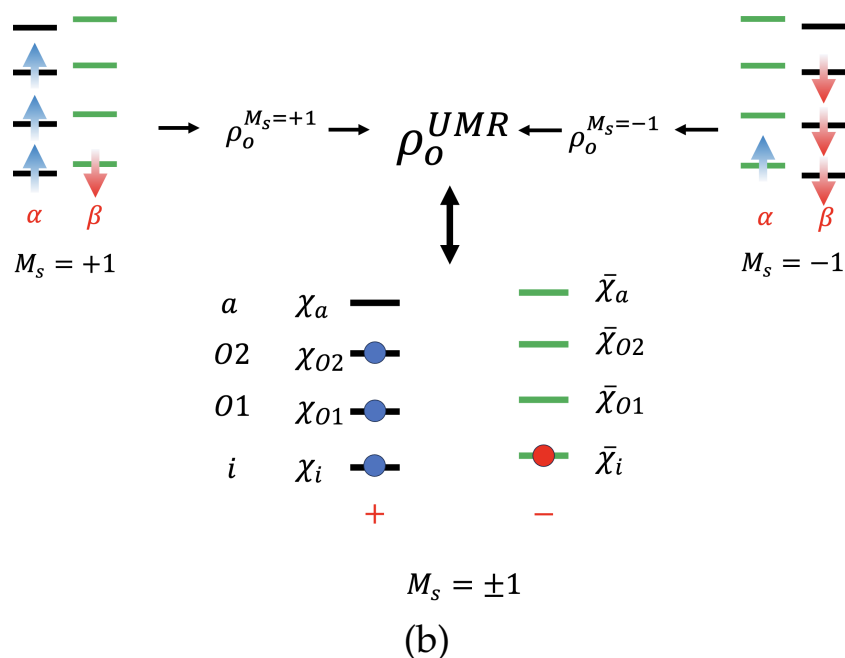 α β
M_s = +1
ρ_o^{M_s=+1}
ρ_o^{UMR}
ρ_o^{M_s=−1}
α β
M_s = −1
a χ_a χ̄_a
O2 χ_{O2} χ̄_{O2}
O1 χ_{O1} χ̄_{O1}
i χ_i χ̄_i
+ −
M_s = ±1
(b)